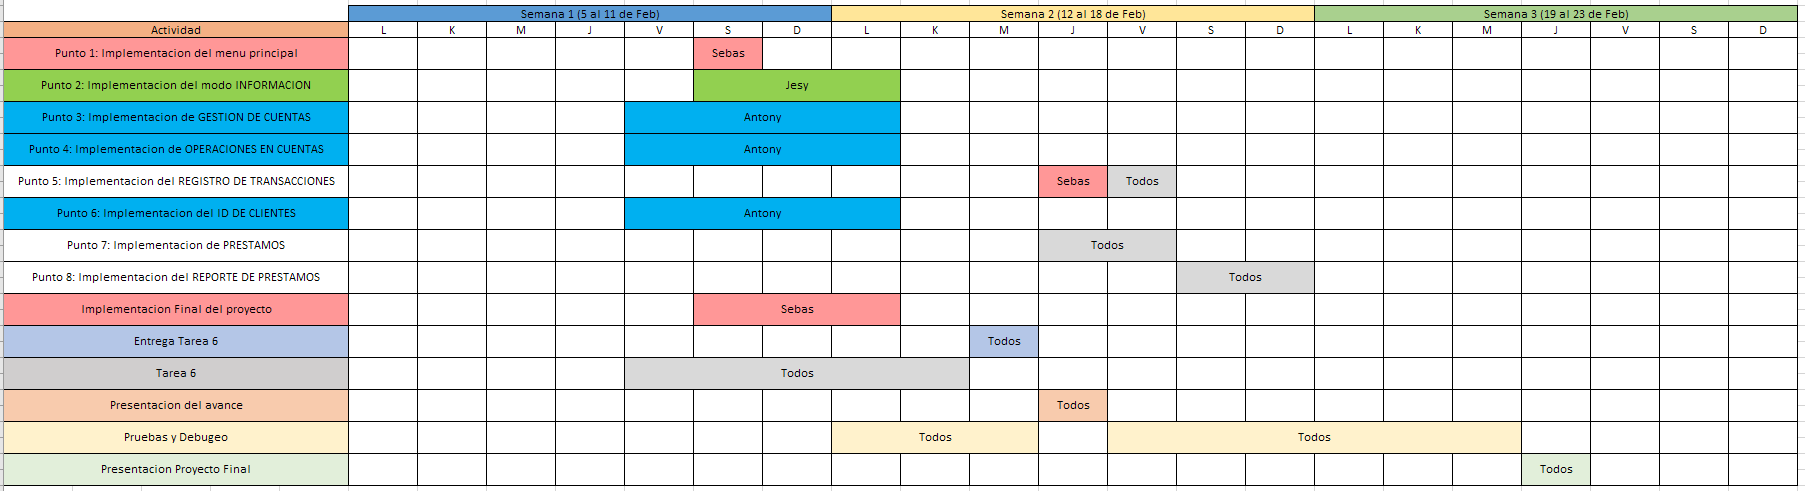 Semana 1 (5 al 11 de Feb) Semana 2 (12 al 18 de Feb) Semana 3 (19 al 23 de Feb)
Actividad L K M J V S D L K M J V S D L K M J V S D
Punto 1: Implementacion del menu principal Sebas
Punto 2: Implementacion del modo INFORMACION Jesy
Punto 3: Implementacion de GESTION DE CUENTAS Antony
Punto 4: Implementacion de OPERACIONES EN CUENTAS Antony
Punto 5: Implementacion del REGISTRO DE TRANSACCIONES Sebas Todos
Punto 6: Implementacion del ID DE CLIENTES Antony
Punto 7: Implementacion de PRESTAMOS Todos
Punto 8: Implementacion del REPORTE DE PRESTAMOS Todos
Implementacion Final del proyecto Sebas
Entrega Tarea 6 Todos
Tarea 6 Todos
Presentacion del avance Todos
Pruebas y Debugeo Todos Todos
Presentacion Proyecto Final Todos